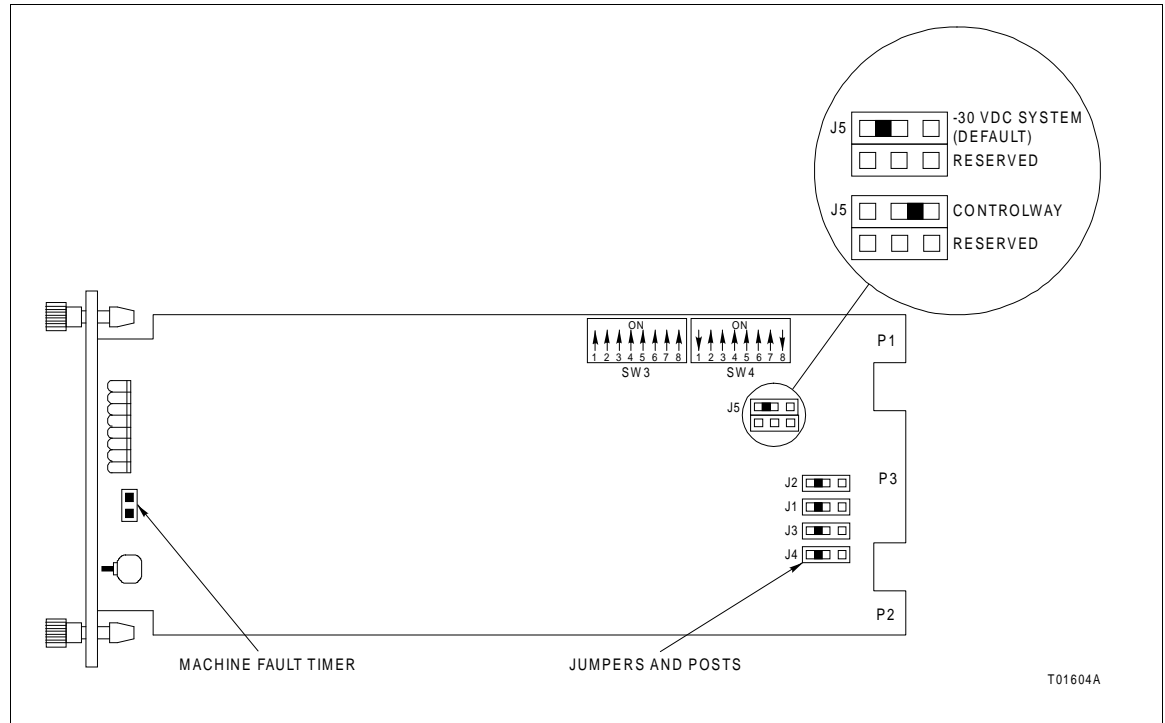 J5 -30 VDC SYSTEM
(DEFAULT)
RESERVED
J5 CONTROLWAY
RESERVED
ON ON
1 2 3 4 5 6 7 8 1 2 3 4 5 6 7 8
SW3 SW4
P1
J5
J2
P3
J1
J3
J4
P2
MACHINE FAULT TIMER
JUMPERS AND POSTS
T01604A